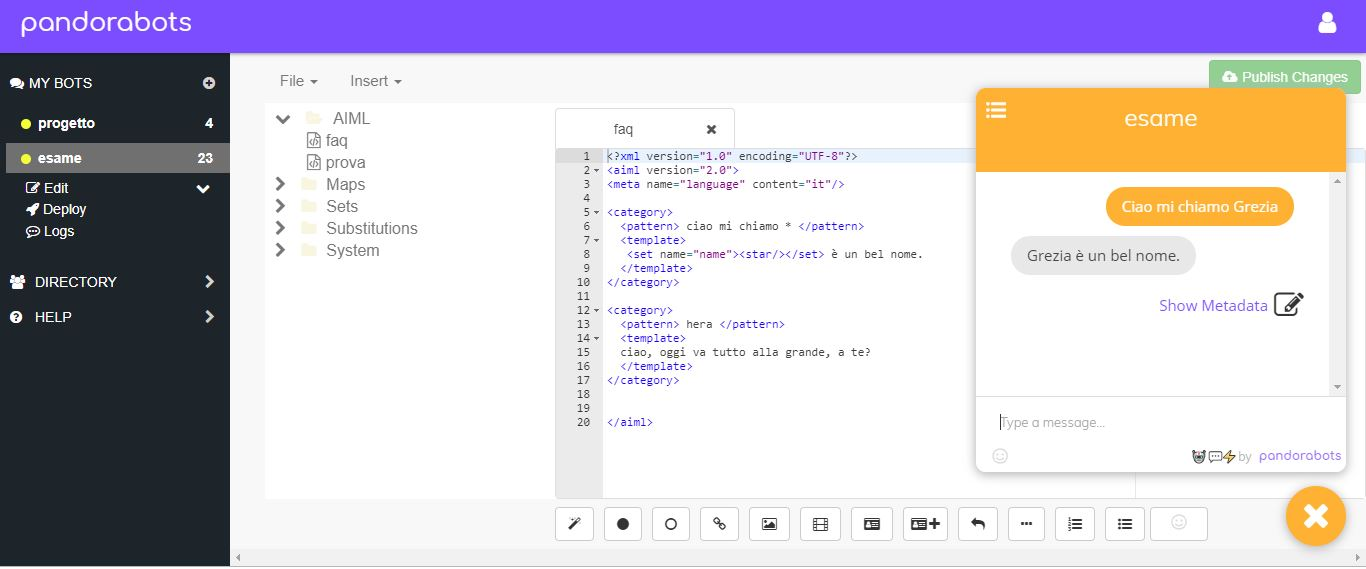 pandorabots
MY BOTS
progetto 4
esame 23
Edit
Deploy
Logs
DIRECTORY
HELP
File Insert
Publish Changes
AIML
faq
prova
Maps
Sets
Substitutions
System
faq
1 <?xml version="1.0" encoding="UTF-8"?>
2 <aiml version="2.0">
3 <meta name="language" content="it"/>
4
5 <category>
6 <pattern> ciao mi chiamo * </pattern>
7 <template>
8 <set name="name"><star/></set> è un bel nome.
9 </template>
10 </category>
11
12 <category>
13 <pattern> hera </pattern>
14 <template>
15 ciao, oggi va tutto alla grande, a te?
16 </template>
17 </category>
18
19
20 </aiml>
esame
Ciao mi chiamo Grezia
Grezia è un bel nome.
Show Metadata
Type a message...
by pandorabots